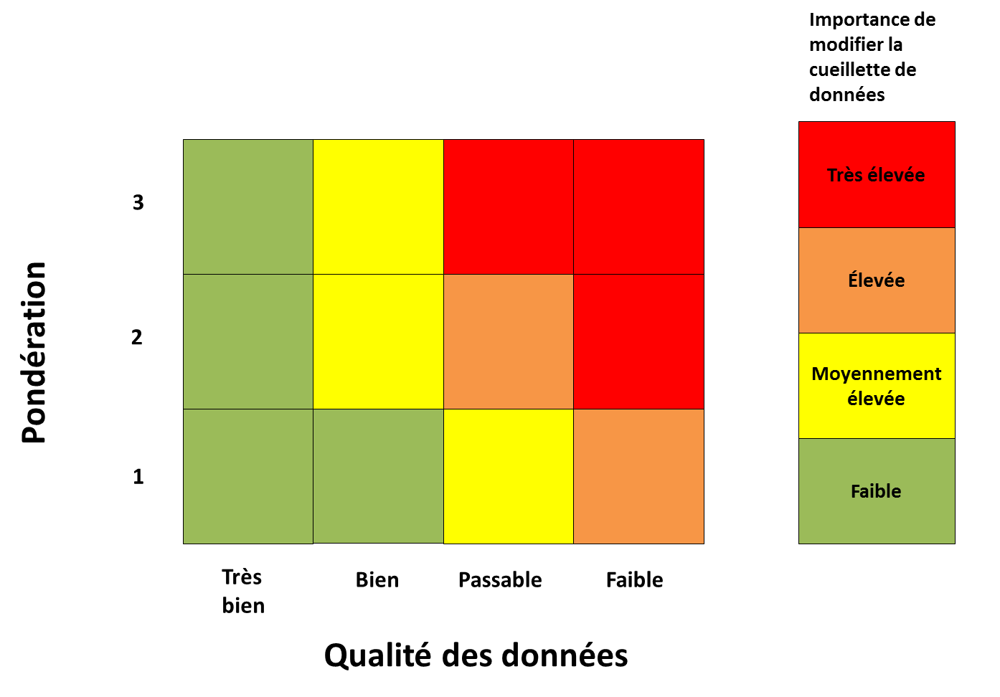 Importance de
modifier la
cueillette de
données
Très élevée
Élevée
Moyennement
élevée
Faible
Pondération
3
2
1
Très
bien
Bien
Passable
Faible
Qualité des données